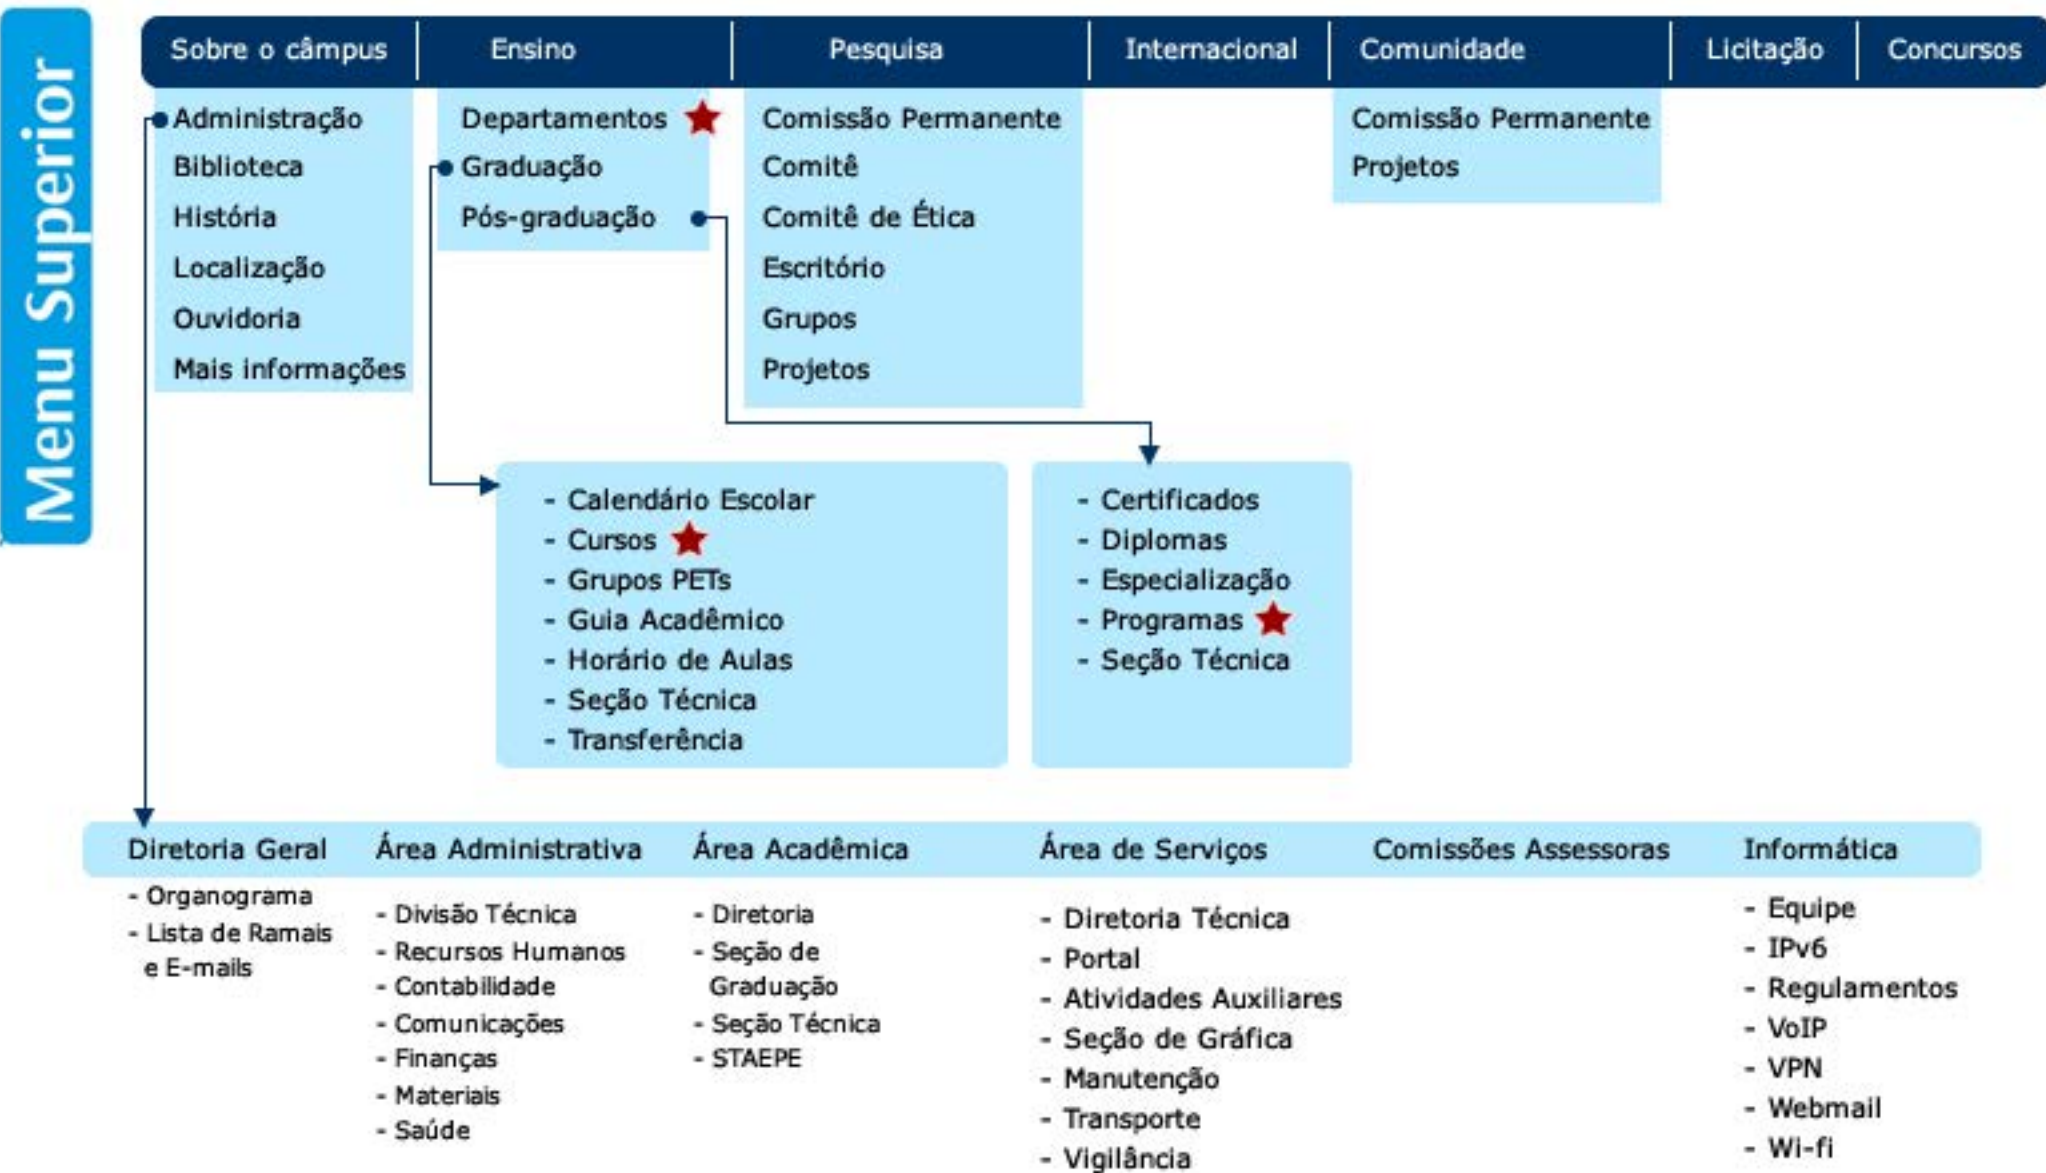 Menu Superior
Sobre o câmpus
Ensino
Pesquisa
Internacional
Comunidade
Licitação
Concursos
Administração
Biblioteca
História
Localização
Ouvidoria
Mais informações
Departamentos
Graduação
Pós-graduação
Comissão Permanente
Comitê
Comitê de Ética
Escritório
Grupos
Projetos
Comissão Permanente
Projetos
- Calendário Escolar
- Cursos
- Grupos PETs
- Guia Acadêmico
- Horário de Aulas
- Seção Técnica
- Transferência
- Certificados
- Diplomas
- Especialização
- Programas
- Seção Técnica
Diretoria Geral
- Organograma
- Lista de Ramais
e E-mails
Área Administrativa
- Divisão Técnica
- Recursos Humanos
- Contabilidade
- Comunicações
- Finanças
- Materiais
- Saúde
Área Acadêmica
- Diretoria
- Seção de
Graduação
- Seção Técnica
- STAEPE
Área de Serviços
- Diretoria Técnica
- Portal
- Atividades Auxiliares
- Seção de Gráfica
- Manutenção
- Transporte
- Vigilância
Comissões Assessoras
Informática
- Equipe
- IPv6
- Regulamentos
- VoIP
- VPN
- Webmail
- Wi-fi